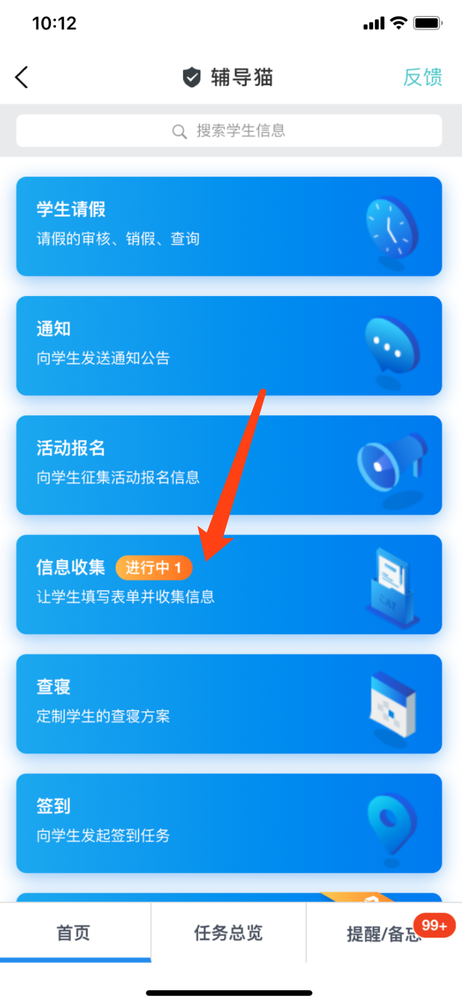 10:12
辅导猫
反馈
搜索学生信息
学生请假
请假的审核、销假、查询
通知
向学生发送通知公告
活动报名
向学生征集活动报名信息
信息收集 进行中 1
让学生填写表单并收集信息
CAT
查寝
定制学生的查寝方案
签到
向学生发起签到任务
首页
任务总览
提醒/备忘
99+